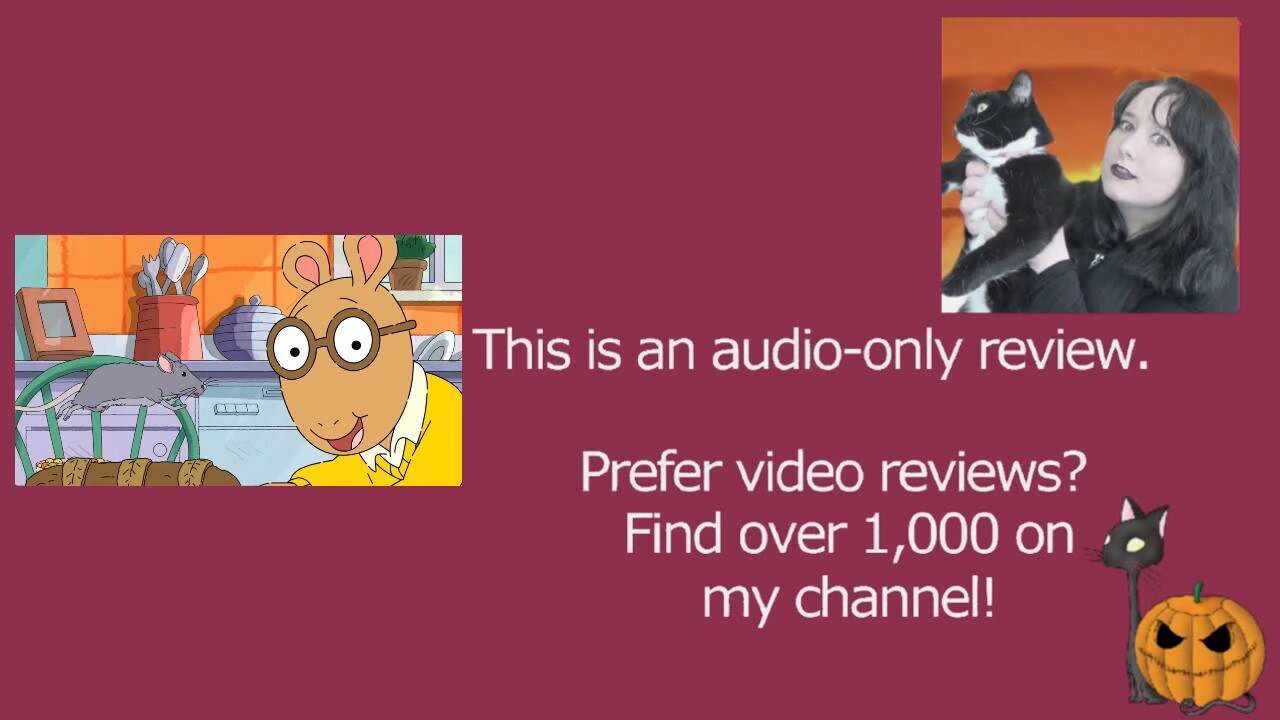 This is an audio-only review.
Prefer video reviews?
Find over 1,000 on
my channel!